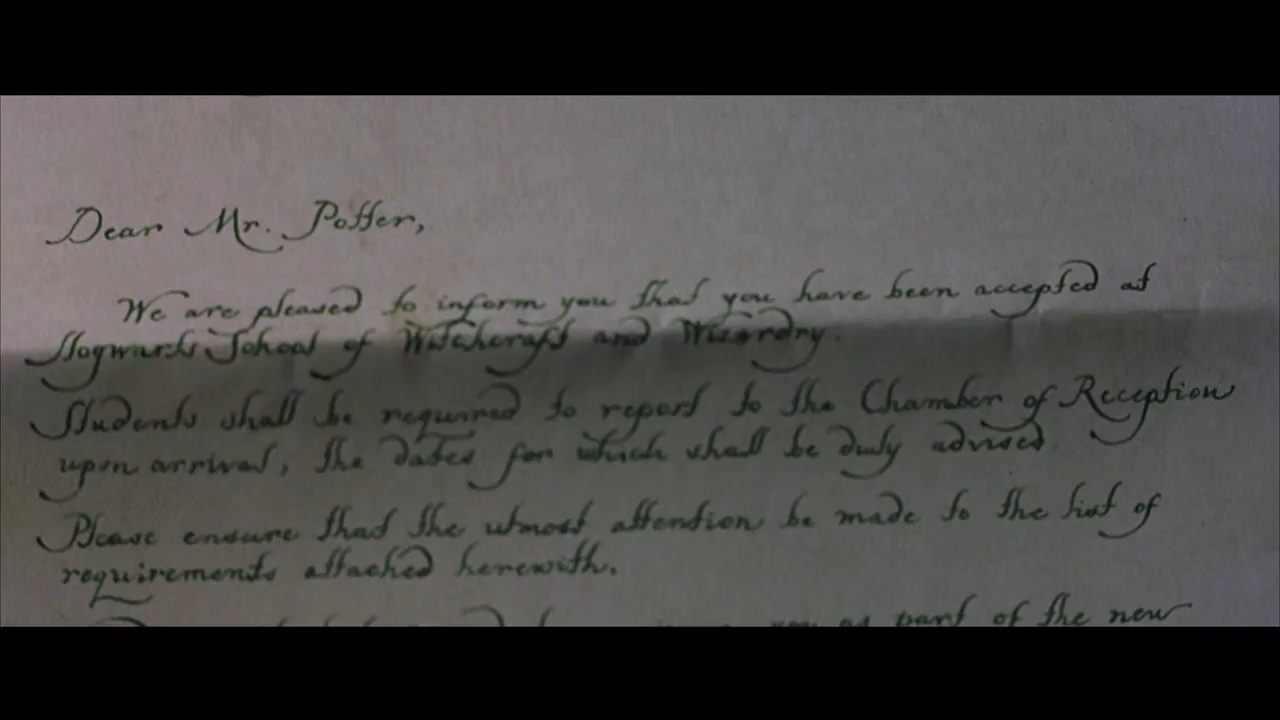 Dear Mr. Potter,
We are pleased to inform you that you have been accepted at
Hogwarts School of Witchcraft and Wizardry.
Students shall be required to report to the Chamber of Reception
upon arrival, the dates for which shall be duly advised.
Please ensure that the utmost attention be made to the list of
requirements attached herewith.
you as part of the new